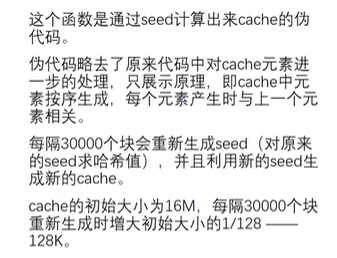 这个函数是通过seed计算出来cache的伪
代码。
伪代码略去了原来代码中对cache元素进
一步的处理，只展示原理，即cache中元
素按序生成，每个元素产生时与上一个元
素相关。
每隔30000个块会重新生成seed（对原来
的seed求哈希值），并且利用新的seed生
成新的cache。
cache的初始大小为16M，每隔30000个块
重新生成时增大初始大小的1/128 ——
128K。